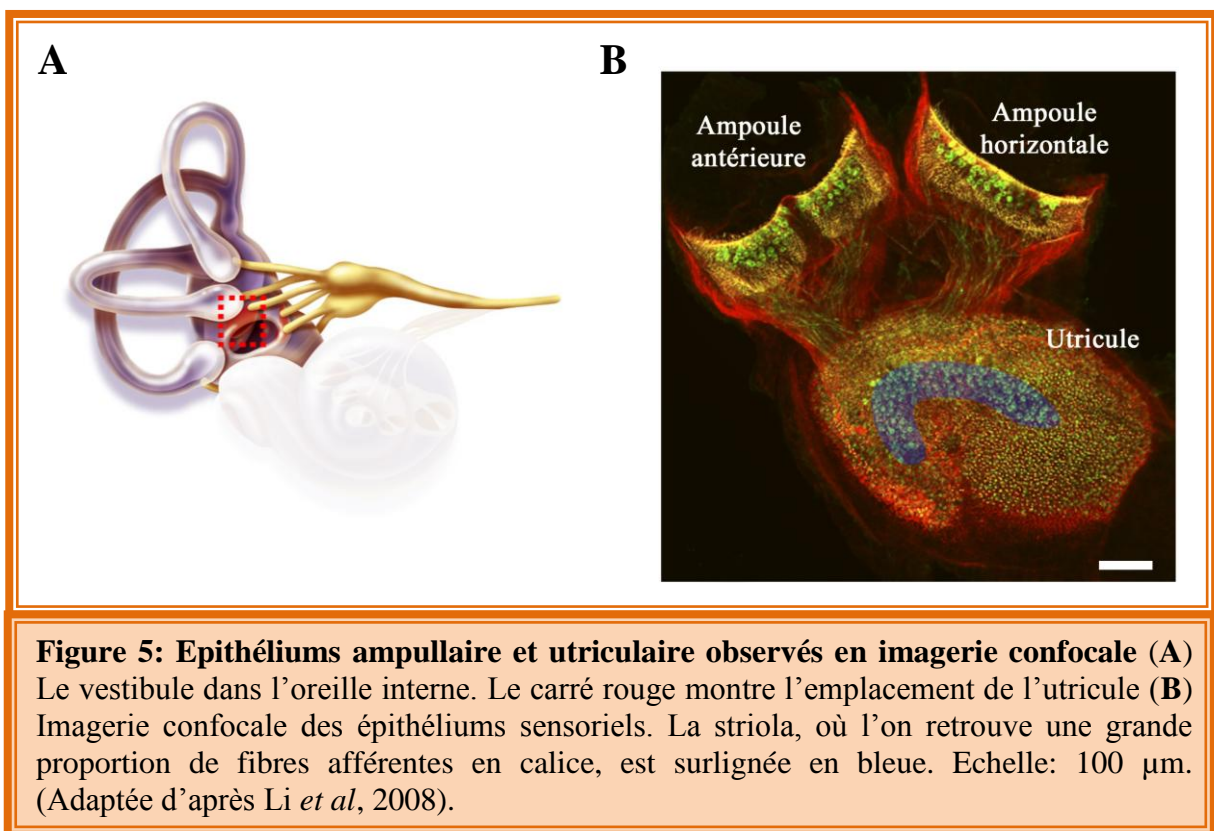 A
B
Ampoule
antérieure
Ampoule
horizontale
Utricule
Figure 5: Epithéliums ampullaire et utriculaire observés en imagerie confocale (A)
Le vestibule dans l’oreille interne. Le carré rouge montre l’emplacement de l’utricule (B)
Imagerie confocale des épithéliums sensoriels. La striola, où l’on retrouve une grande
proportion de fibres afférentes en calice, est surlignée en bleue. Echelle: 100 µm.
(Adaptée d’après Li et al, 2008).